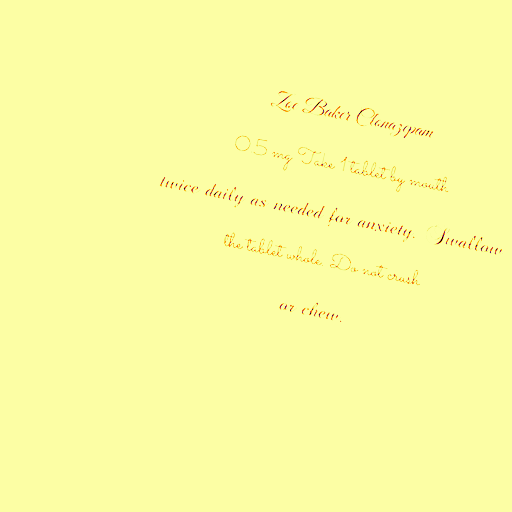 Zoe Baker Clonazepam
0.5 mg Take 1 tablet by mouth
twice daily as needed for anxiety. Swallow
the tablet whole. Do not crush
or chew.